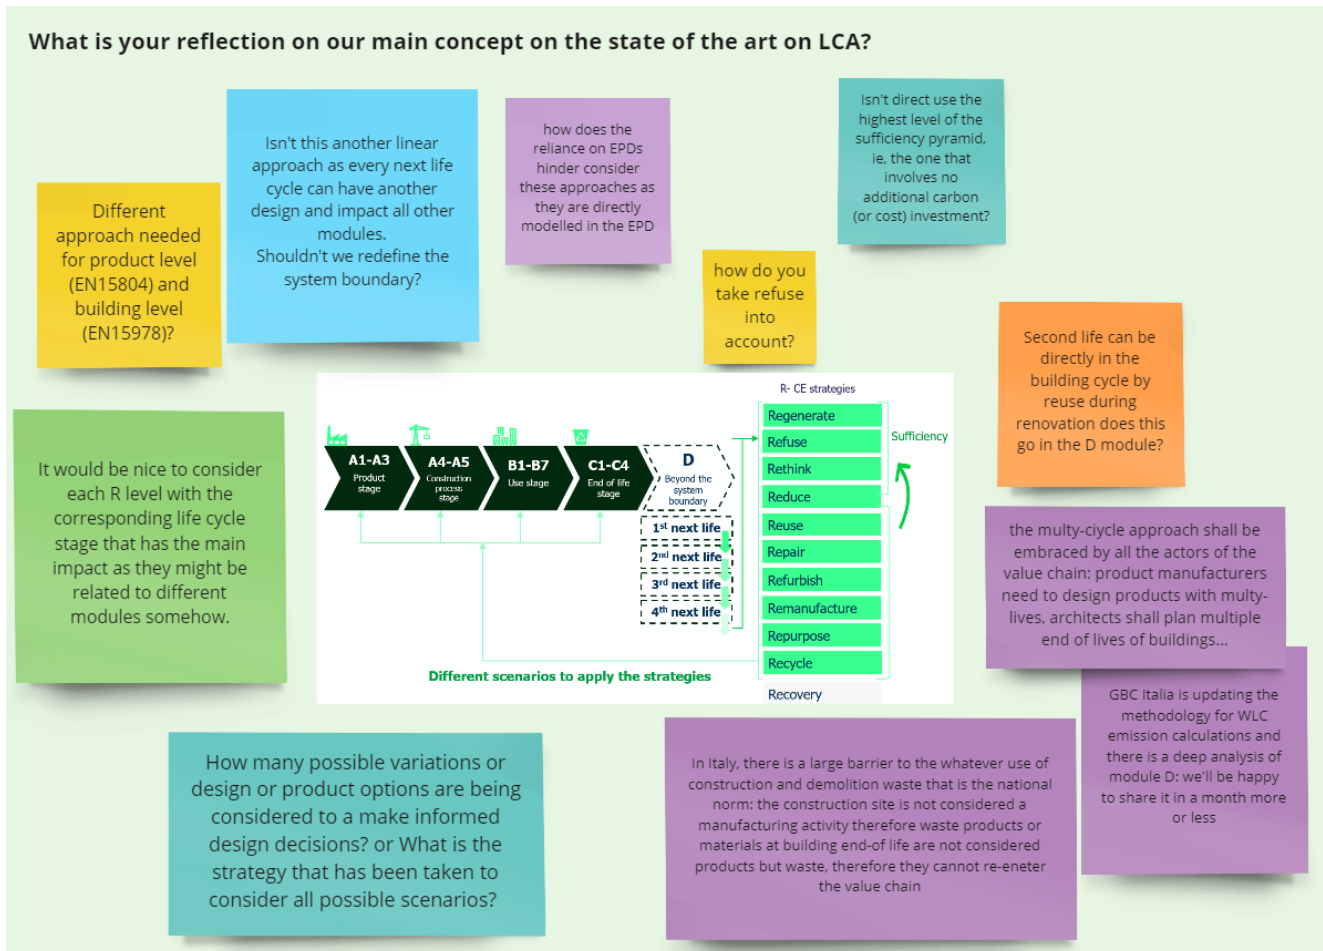 What is your reflection on our main concept on the state of the art on LCA?
Different
approach needed
for product level
(EN15804) and
building level
(EN15978)?
Isn't this another linear
approach as every next life
cycle can have another
design and impact all other
modules.
Shouldn't we redefine the
system boundary?
how does the
reliance on EPDs
hinder consider
these approaches as
they are directly
modelled in the EPD
how do you
take refuse
into
account?
Isn't direct use the
highest level of the
sufficiency pyramid,
ie, the one that
involves no
additional carbon
(or cost) investment?
Second life can be
directly in the
building cycle by
reuse during
renovation does this
go in the D module?
It would be nice to consider
each R level with the
corresponding life cycle
stage that has the main
impact as they might be
related to different
modules somehow.
A1-A3
Product
stage
A4-A5
Construction
process
stage
B1-B7
Use stage
C1-C4
End of life
stage
D
Beyond the
system
boundary
1st next life
2nd next life
3rd next life
4th next life
R- CE strategies
Regenerate
Refuse
Rethink
Reduce
Reuse
Repair
Refurbish
Remanufacture
Repurpose
Recycle
Recovery
Sufficiency
Different scenarios to apply the strategies
the multy-ciycle approach shall be
embraced by all the actors of the
value chain: product manufacturers
need to design products with multy-
lives, architects shall plan multiple
end of lives of buildings...
GBC Italia is updating the
methodology for WLC
emission calculations and
there is a deep analysis of
module D: we'll be happy
to share it in a month more
or less
How many possible variations or
design or product options are being
considered to a make informed
design decisions? or What is the
strategy that has been taken to
consider all possible scenarios?
In Italy, there is a large barrier to the whatever use of
construction and demolition waste that is the national
norm: the construction site is not considered a
manufacturing activity therefore waste products or
materials at building end-of life are not considered
products but waste, therefore they cannot re-eneter
the value chain